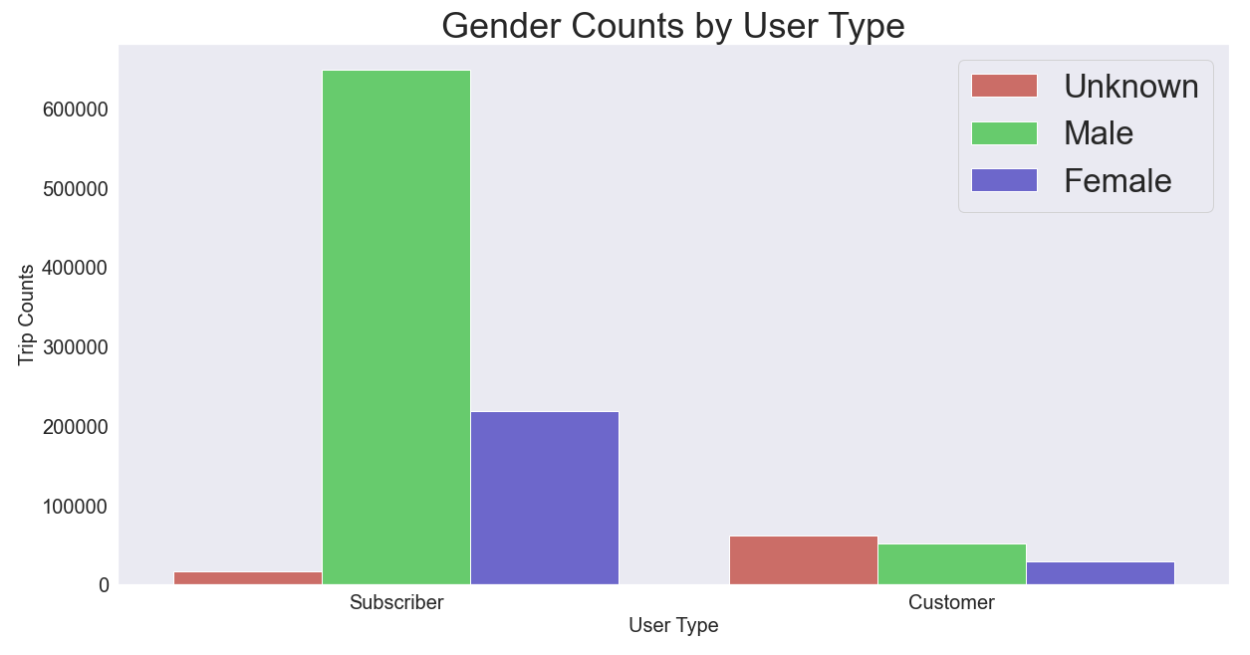 Gender Counts by User Type
Unknown
Male
Female
600000
500000
400000
300000
200000
100000
0
Trip Counts
Subscriber
Customer
User Type